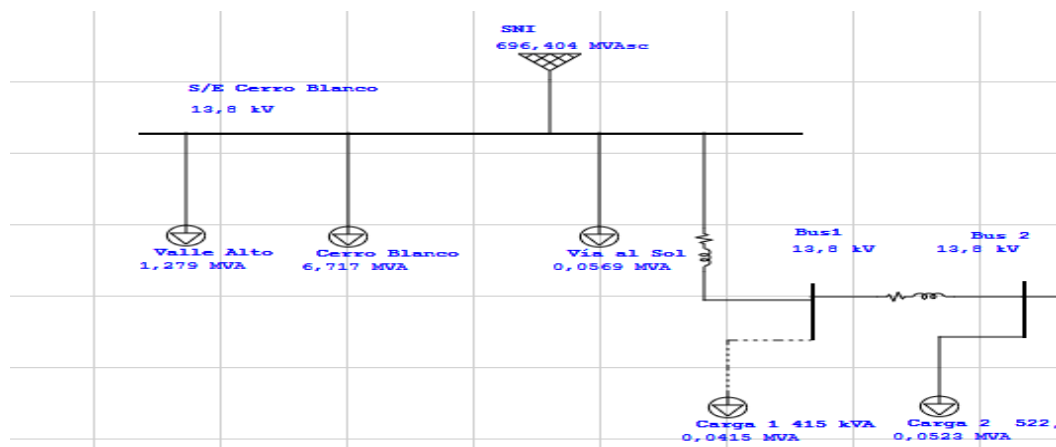 SNI
696,404 MVAsc
S/E Cerro Blanco
13,8 kV
Bus1
13,8 kV
Bus 2
13,8 kV
Valle Alto
1,279 MVA
Cerro Blanco
6,717 MVA
Vía al Sol
0,0569 MVA
Carga 1 415 kVA
0,0415 MVA
Carga 2 522,
0,0523 MVA